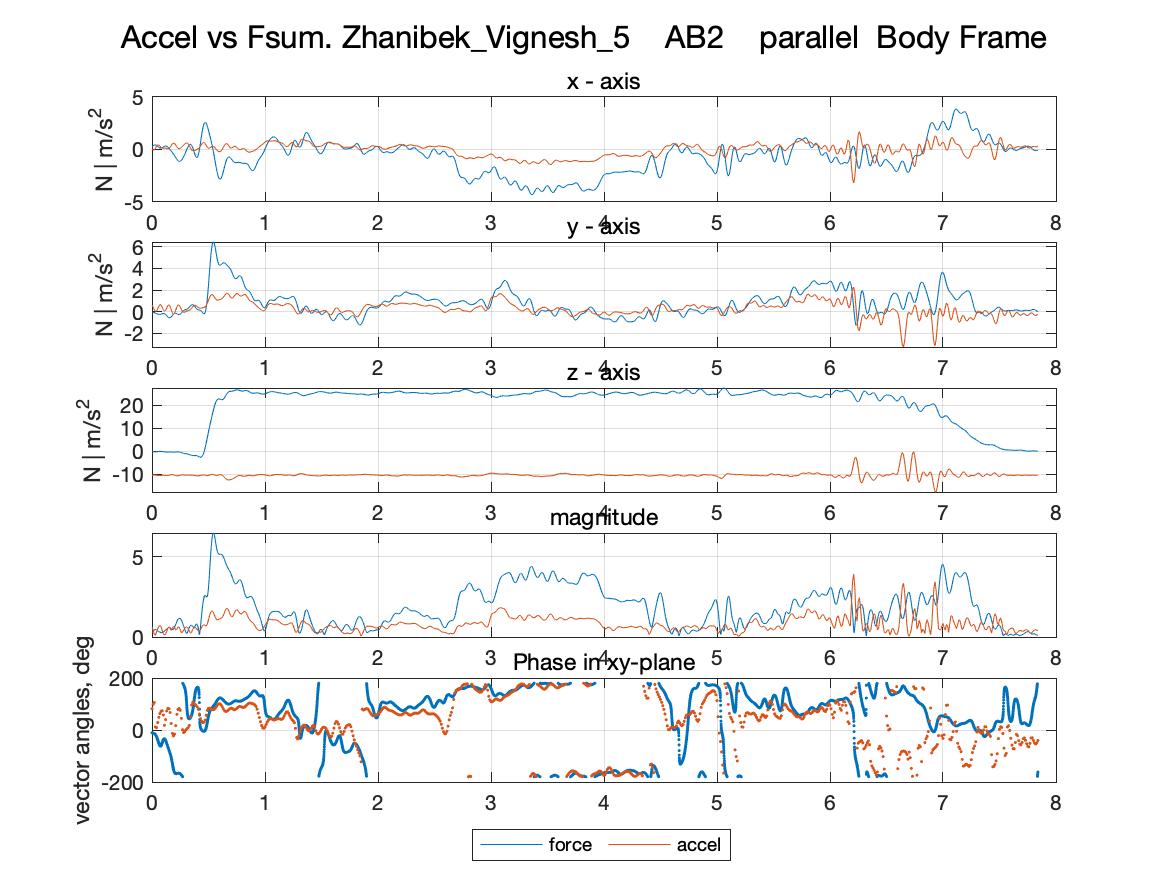 Accel vs Fsum. Zhanibek_Vignesh_5 AB2 parallel Body Frame
x - axis
N | m/s²
5
0
-5
0 1 2 3 4 5 6 7 8
y - axis
N | m/s²
6
4
2
0
-2
0 1 2 3 4 5 6 7 8
z - axis
N | m/s²
20
10
0
-10
0 1 2 3 4 5 6 7 8
magnitude
5
0
0 1 2 3 4 5 6 7 8
Phase in xy-plane
vector angles, deg
200
0
-200
0 1 2 3 4 5 6 7 8
force accel